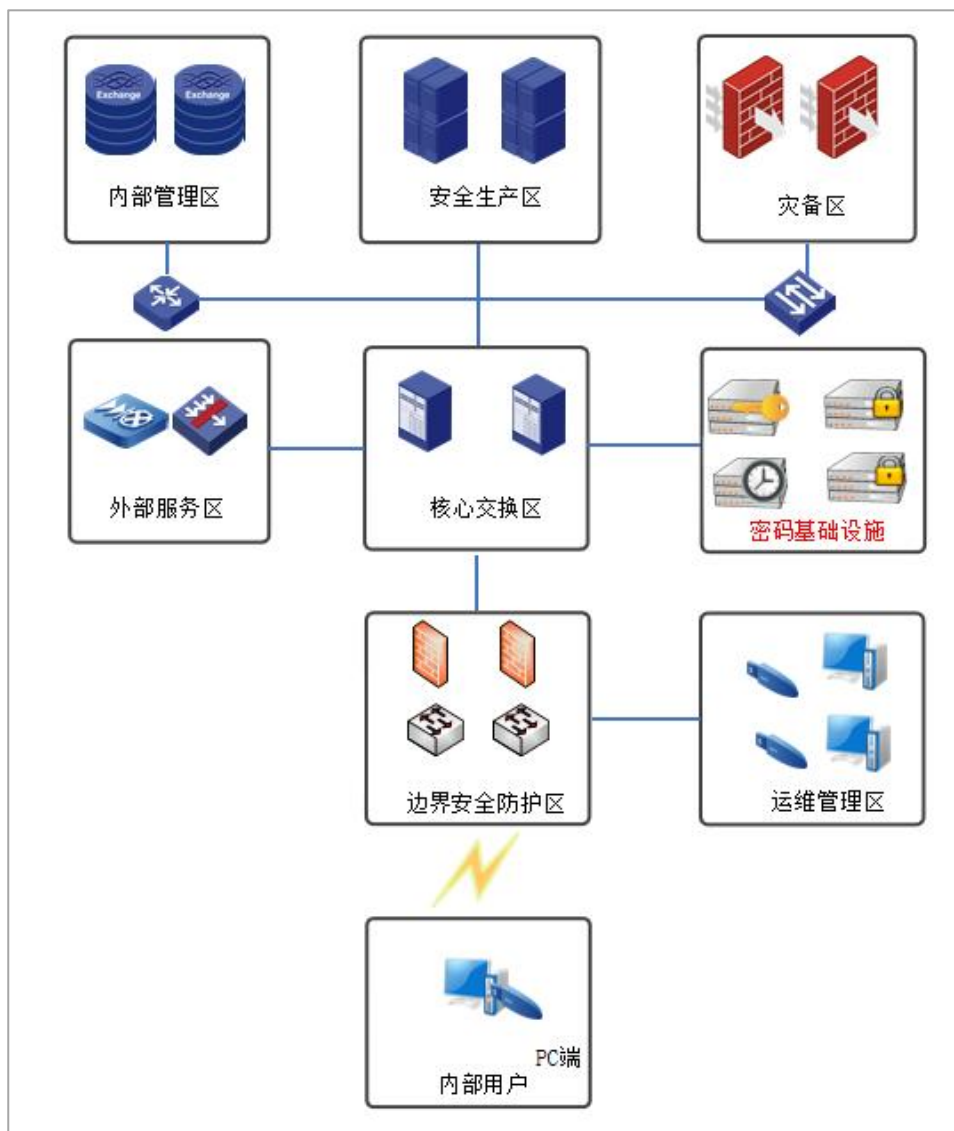 Exchange
Exchange
内部管理区
安全生产区
灾备区
外部服务区
核心交换区
密码基础设施
边界安全防护区
运维管理区
PC端
内部用户